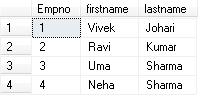 Empno firstname lastname
1 1 Vivek Johari
2 2 Ravi Kumar
3 3 Uma Sharma
4 4 Neha Sharma